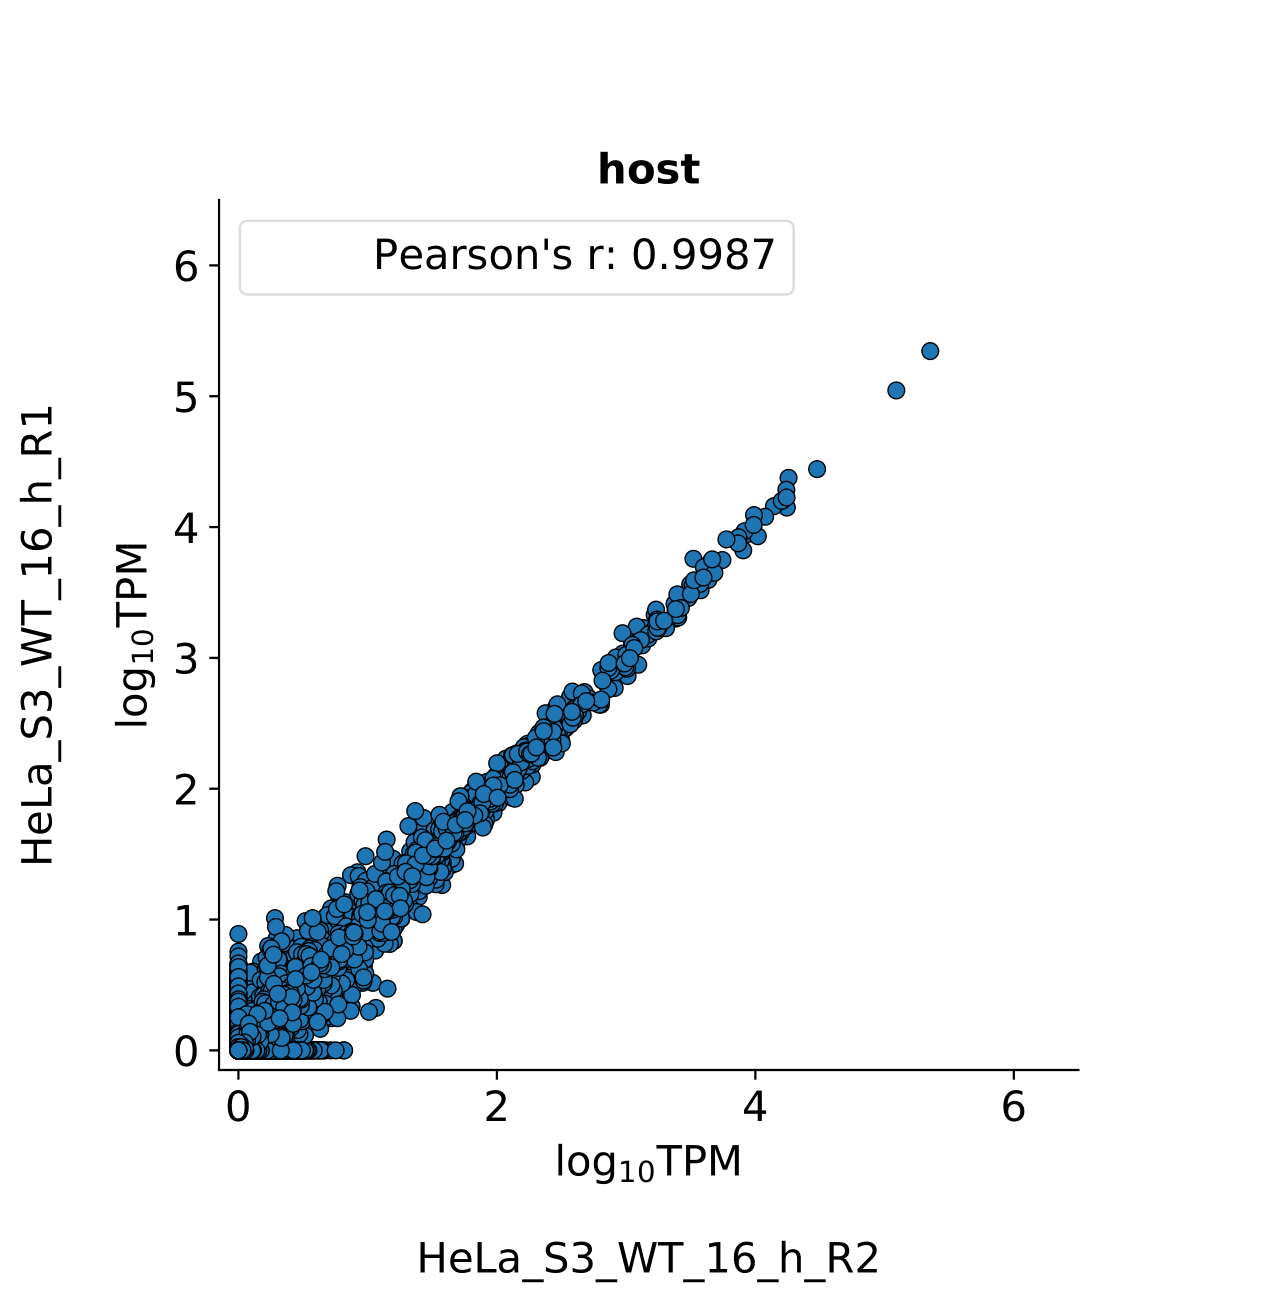 host
Pearson's r: 0.9987
6
5
4
3
2
1
0
HeLa_S3_WT_16_h_R1
log₁₀TPM
0 2 4 6
log₁₀TPM
HeLa_S3_WT_16_h_R2